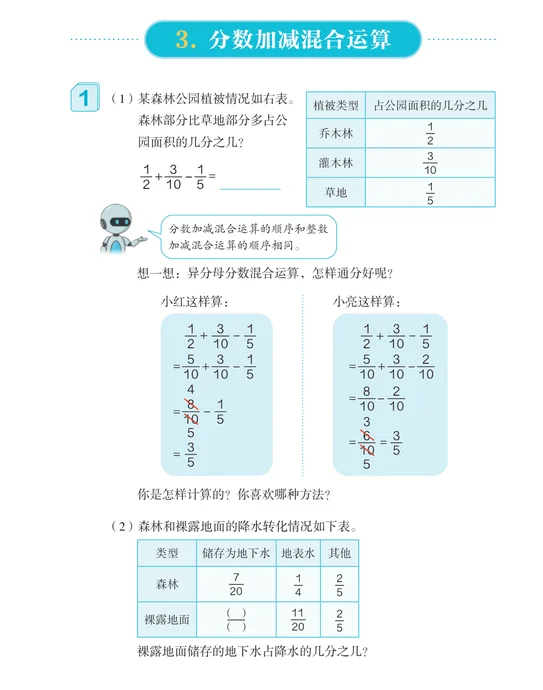 3. 分数加减混合运算
1
（1）某森林公园植被情况如右表。
森林部分比草地部分多占公
园面积的几分之几？
1/2 + 3/10 − 1/5 = ______
植被类型 占公园面积的几分之几
乔木林 1/2
灌木林 3/10
草地 1/5
分数加减混合运算的顺序和整数
加减混合运算的顺序相同。
想一想：异分母分数混合运算，怎样通分好呢？
小红这样算：
1/2 + 3/10 − 1/5
= 5/10 + 3/10 − 1/5
4
= 8/10 − 1/5
5
= 3/5
小亮这样算：
1/2 + 3/10 − 1/5
= 5/10 + 3/10 − 2/10
= 8/10 − 2/10
3
= 6/10 = 3/5
5
你是怎样计算的？你喜欢哪种方法？
（2）森林和裸露地面的降水转化情况如下表。
类型 储存为地下水 地表水 其他
森林 7/20 1/4 2/5
裸露地面 ( )/( ) 11/20 2/5
裸露地面储存的地下水占降水的几分之几？